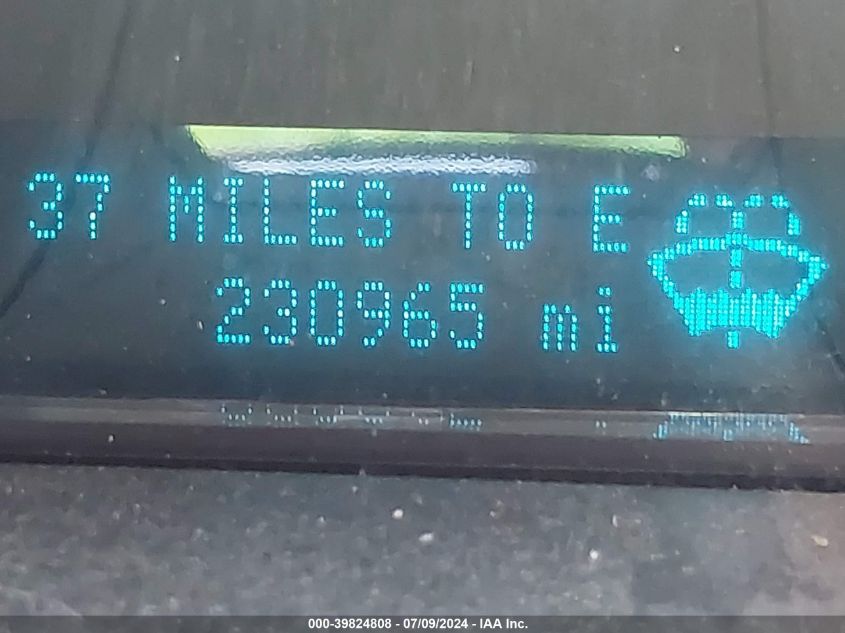 37 MILES TO E
230965 mi
000-39824808 - 07/09/2024 - IAA Inc.